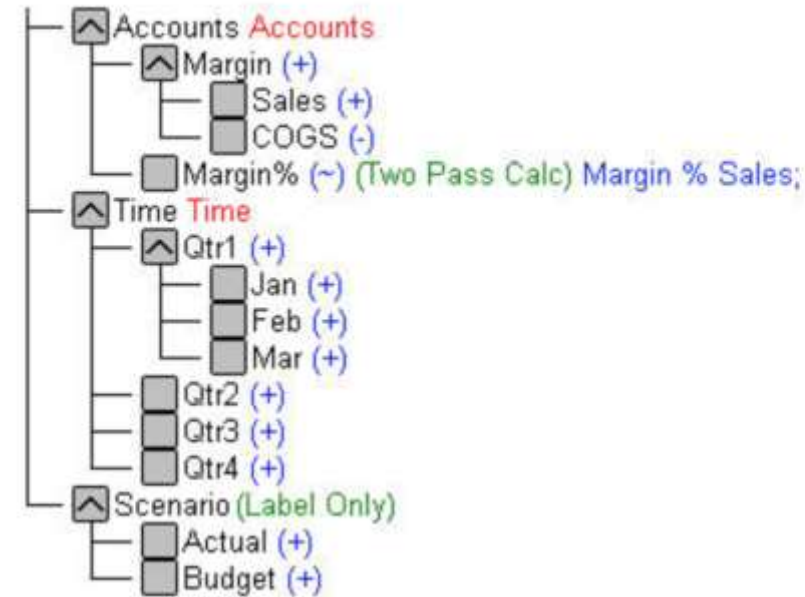 Accounts Accounts
Margin (+)
Sales (+)
COGS (-)
Margin% (~) (Two Pass Calc) Margin % Sales;
Time Time
Qtr1 (+)
Jan (+)
Feb (+)
Mar (+)
Qtr2 (+)
Qtr3 (+)
Qtr4 (+)
Scenario (Label Only)
Actual (+)
Budget (+)